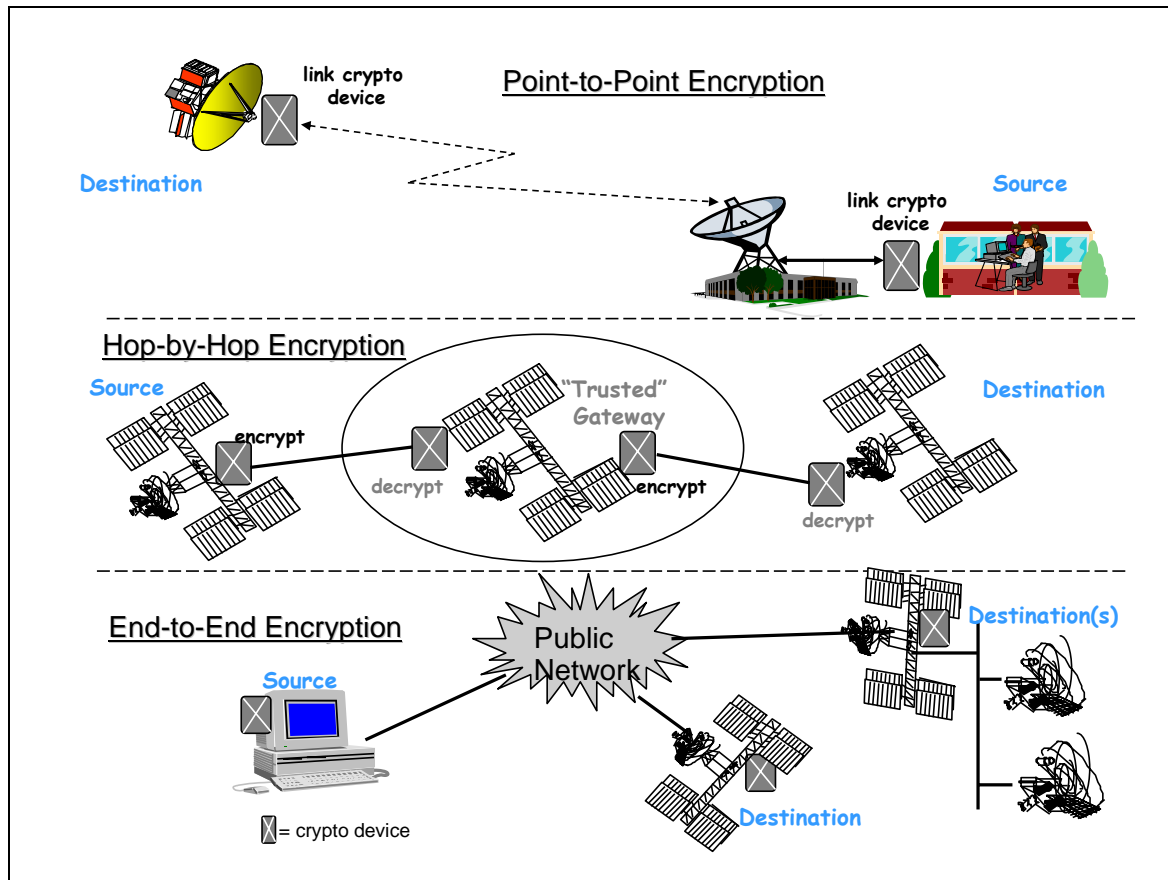 Point-to-Point Encryption
link crypto
device
Destination
Source
link crypto
device
Hop-by-Hop Encryption
Source
"Trusted"
Gateway
Destination
encrypt
decrypt
encrypt
decrypt
End-to-End Encryption
Public
Network
Destination(s)
Source
Destination
= crypto device